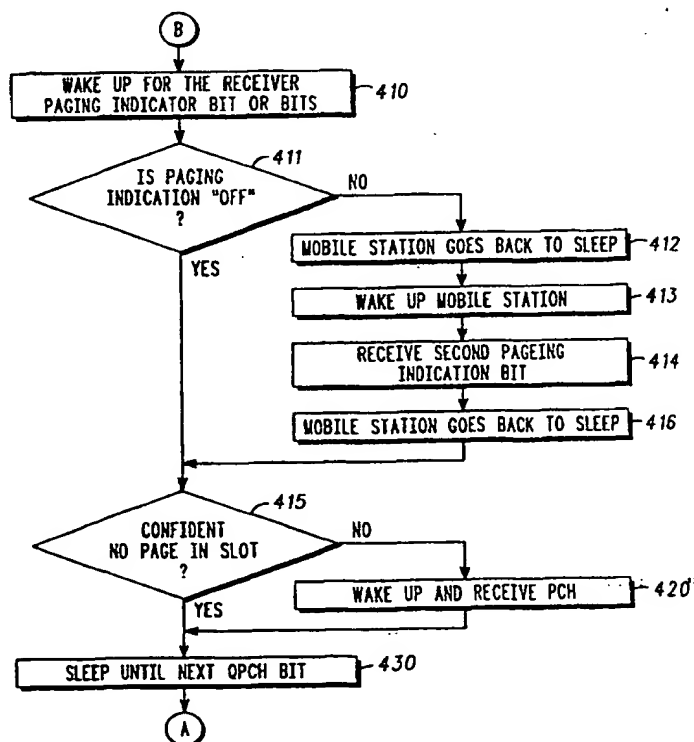 B
WAKE UP FOR THE RECEIVER
PAGING INDICATOR BIT OR BITS
410
411
IS PAGING
INDICATION "OFF"
?
NO
YES
MOBILE STATION GOES BACK TO SLEEP
412
WAKE UP MOBILE STATION
413
RECEIVE SECOND PAGEING
INDICATION BIT
414
MOBILE STATION GOES BACK TO SLEEP
416
415
CONFIDENT
NO PAGE IN SLOT
?
NO
YES
WAKE UP AND RECEIVE PCH
420
SLEEP UNTIL NEXT QPCH BIT
430
A